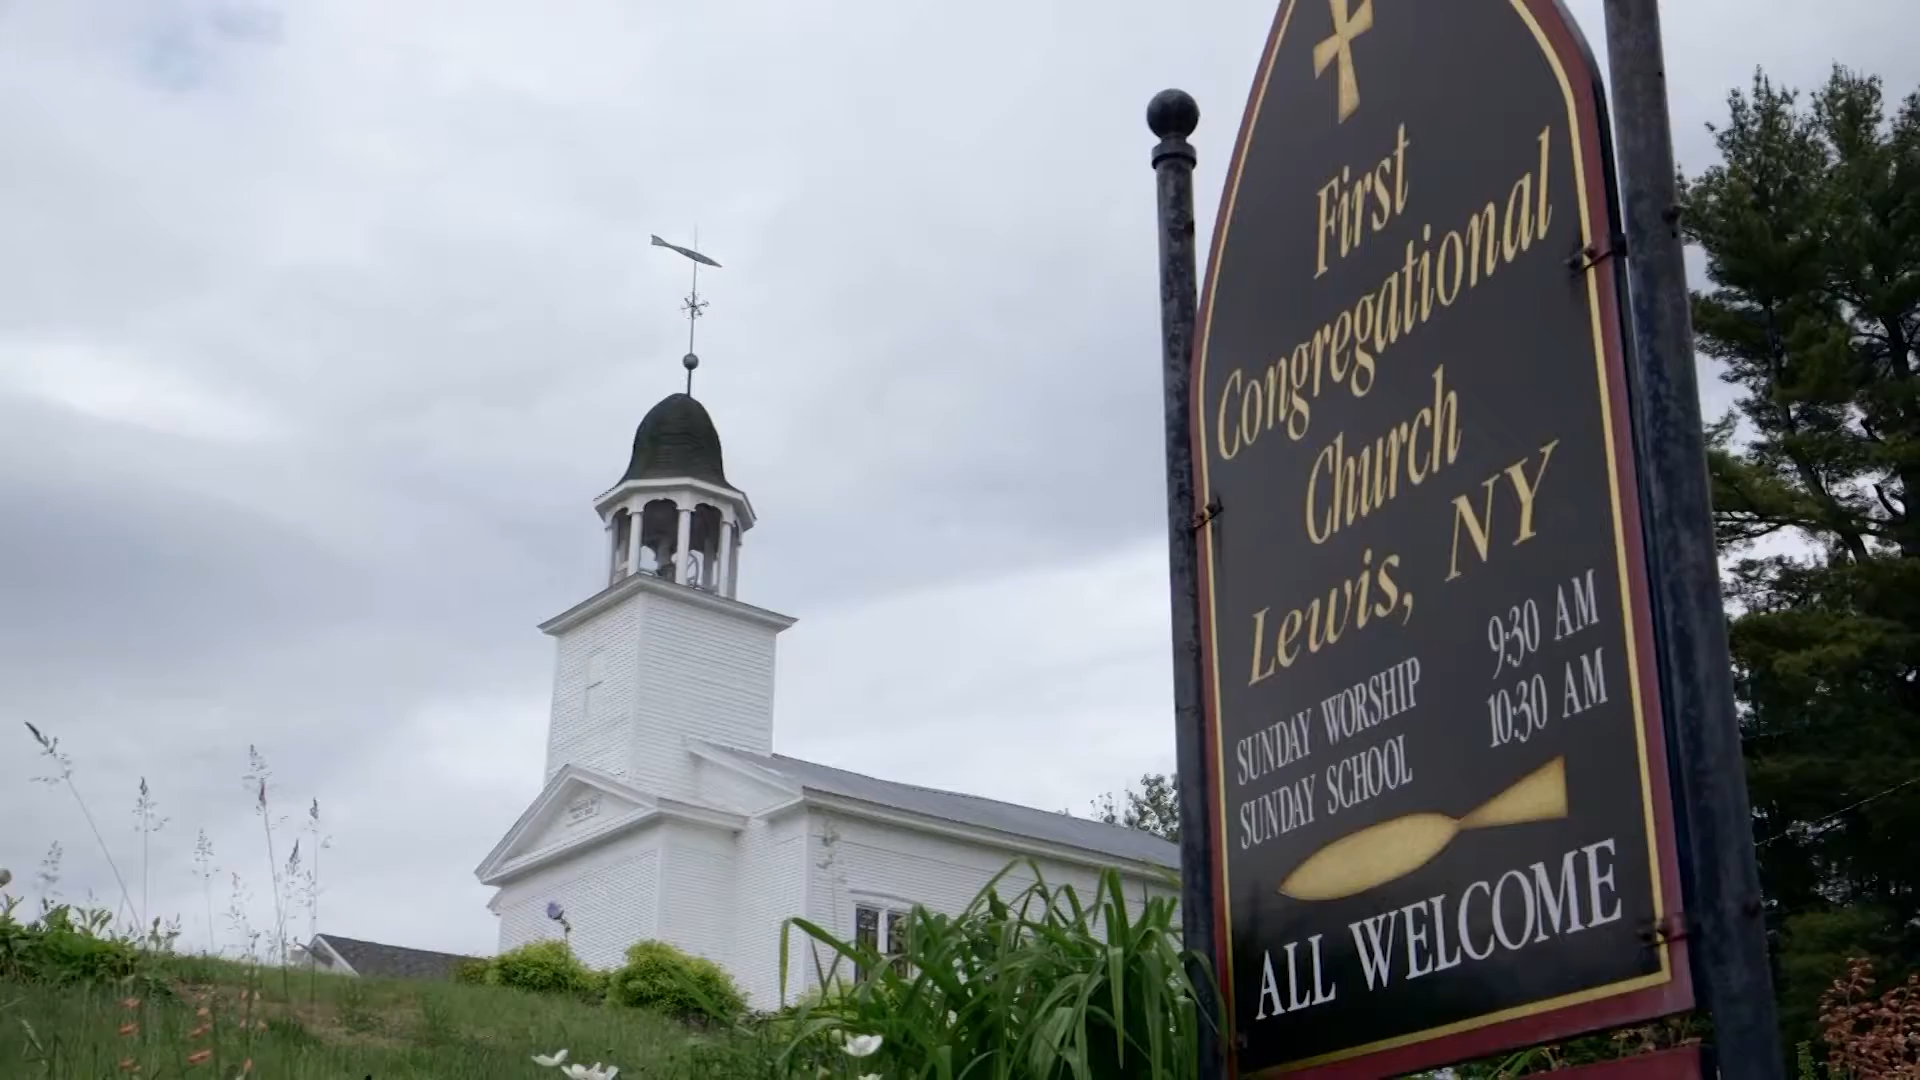 First
Congregational
Church
Lewis, NY
SUNDAY WORSHIP 9:30 AM
SUNDAY SCHOOL 10:30 AM
ALL WELCOME